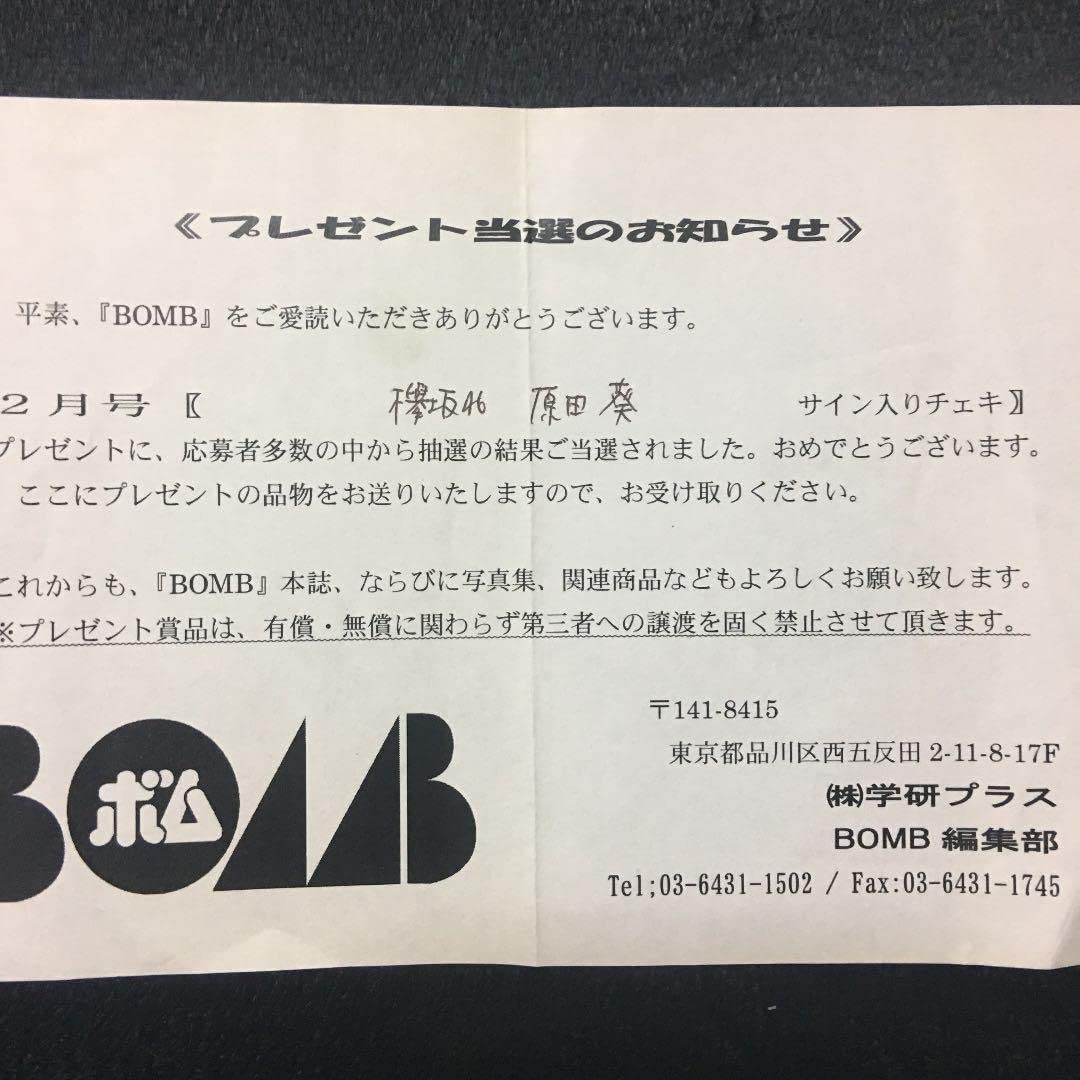 《プレゼント当選のお知らせ》
平素、『BOMB』をご愛読いただきありがとうございます。
2月号〖 欅坂46 原田葵 サイン入りチェキ〗
プレゼントに、応募者多数の中から抽選の結果ご当選されました。おめでとうございます。
ここにプレゼントの品物をお送りいたしますので、お受け取りください。
これからも、『BOMB』本誌、ならびに写真集、関連商品などもよろしくお願い致します。
※プレゼント賞品は、有償・無償に関わらず第三者への譲渡を固く禁止させて頂きます。
BOMB
ボム
〒141-8415
東京都品川区西五反田 2-11-8-17F
㈱学研プラス
BOMB 編集部
Tel;03-6431-1502 / Fax:03-6431-1745